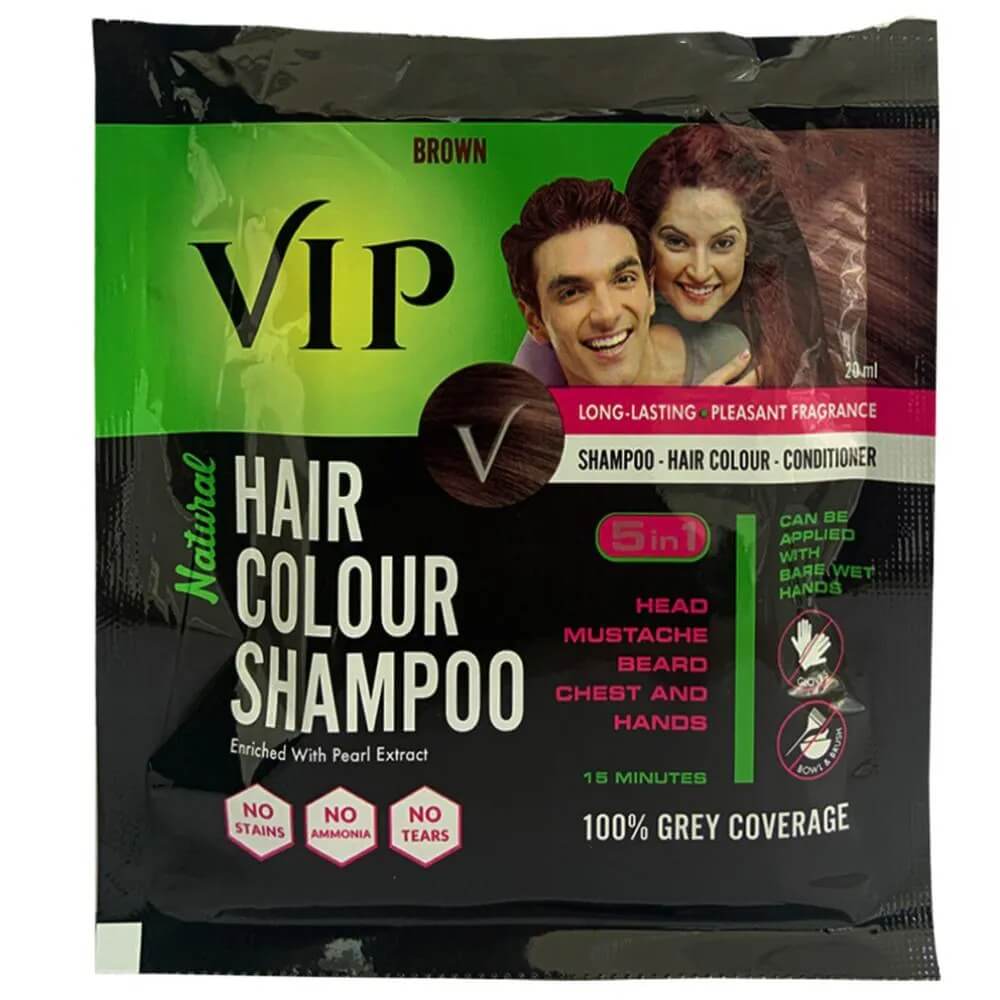 BROWN
VIP
20 ml
LONG-LASTING • PLEASANT FRAGRANCE
V
SHAMPOO - HAIR COLOUR - CONDITIONER
Natural
HAIR
COLOUR
SHAMPOO
Enriched With Pearl Extract
5 in 1
HEAD
MUSTACHE
BEARD
CHEST AND
HANDS
15 MINUTES
CAN BE
APPLIED
WITH
BARE WET
HANDS
BOWL & BRUSH
NO
STAINS
NO
AMMONIA
NO
TEARS
100% GREY COVERAGE